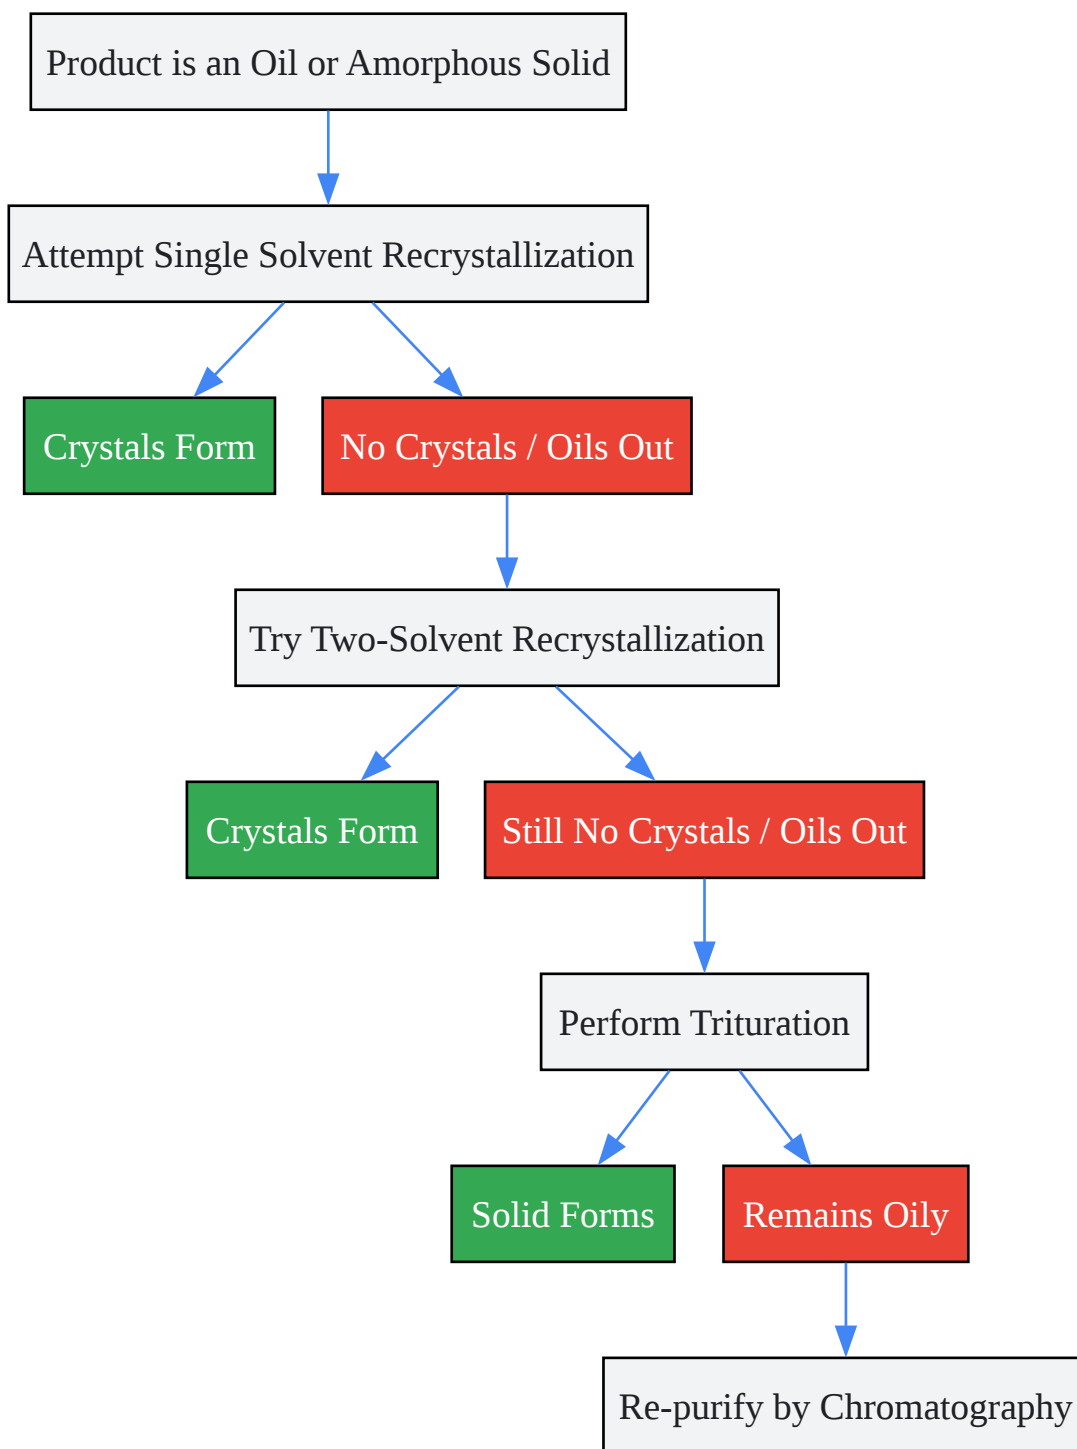 Product is an Oil or Amorphous Solid
Attempt Single Solvent Recrystallization
Crystals Form
No Crystals / Oils Out
Try Two-Solvent Recrystallization
Crystals Form
Still No Crystals / Oils Out
Perform Trituration
Solid Forms
Remains Oily
Re-purify by Chromatography